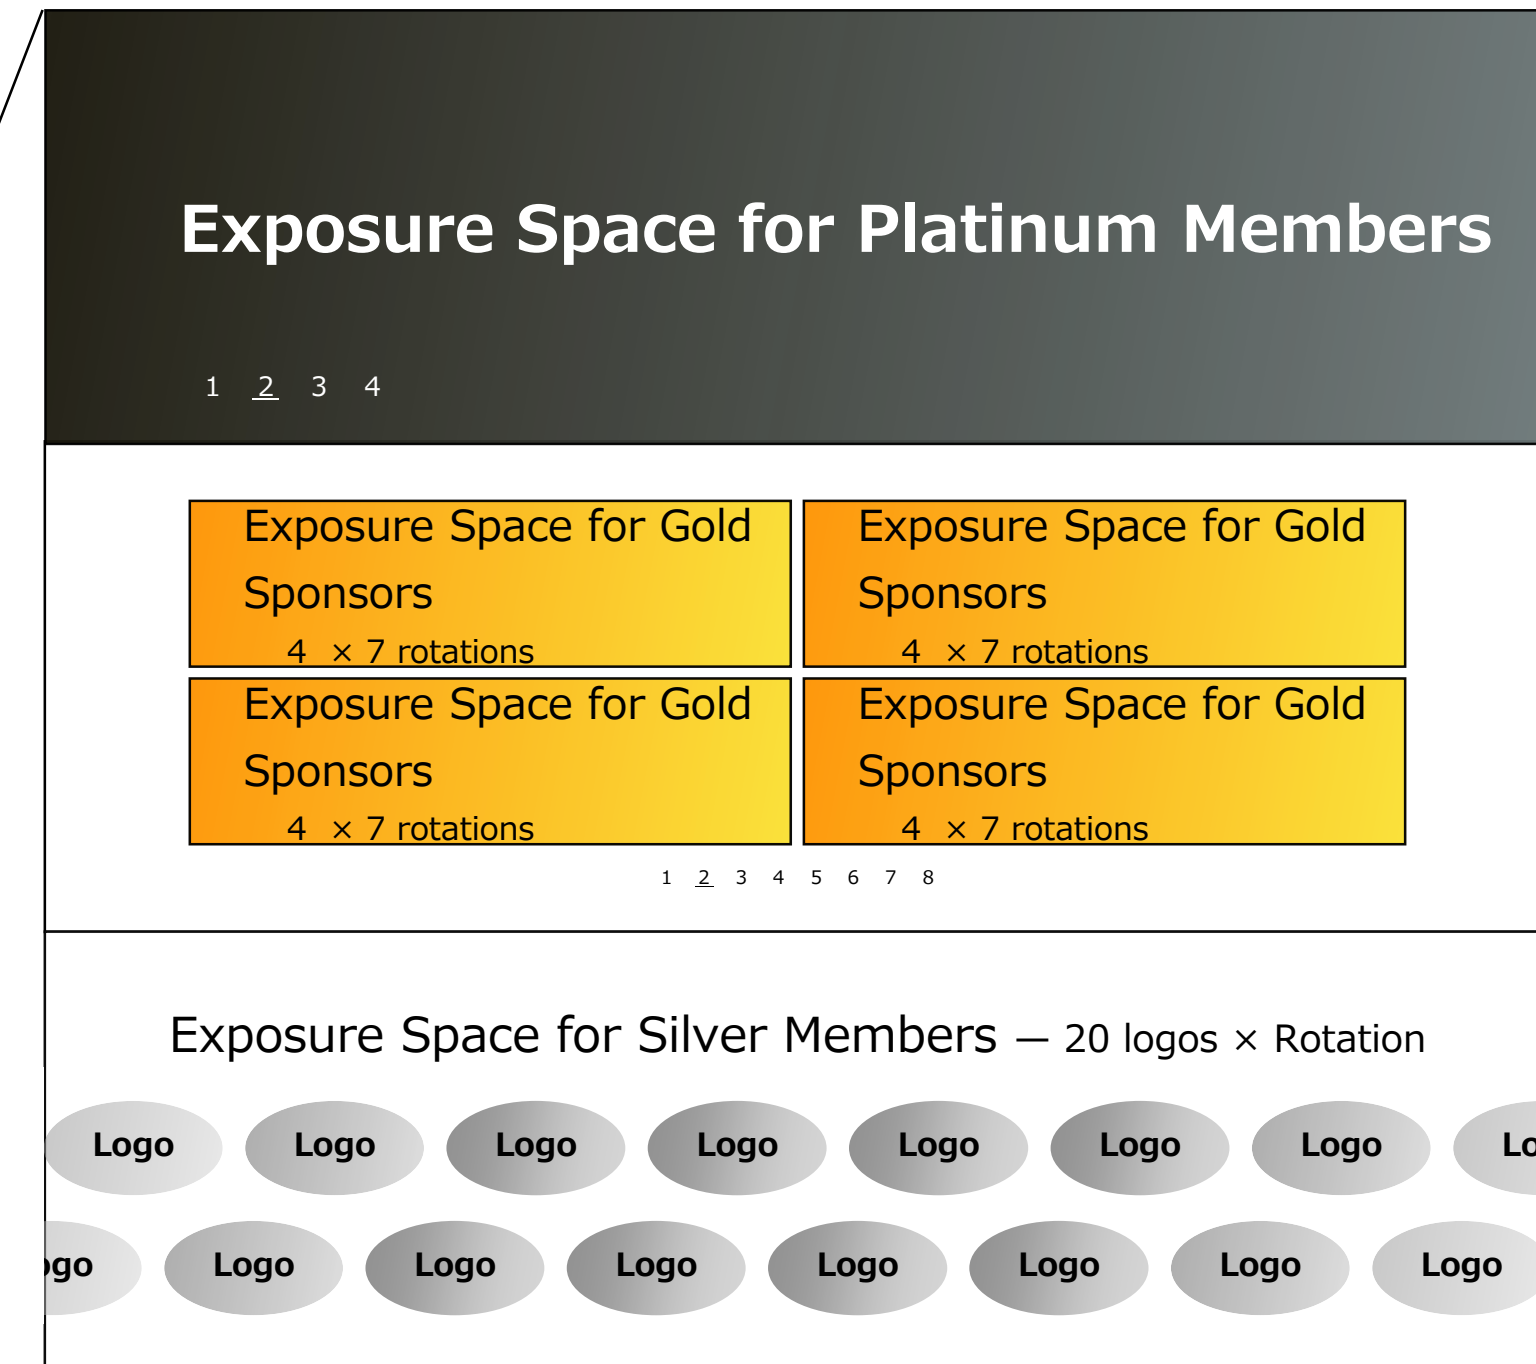 Exposure Space for Platinum Members
1 2 3 4
Exposure Space for Gold
Sponsors
4 × 7 rotations
Exposure Space for Gold
Sponsors
4 × 7 rotations
Exposure Space for Gold
Sponsors
4 × 7 rotations
Exposure Space for Gold
Sponsors
4 × 7 rotations
1 2 3 4 5 6 7 8
Exposure Space for Silver Members — 20 logos × Rotation
Logo Logo Logo Logo Logo Logo Logo Lo
ogo Logo Logo Logo Logo Logo Logo Logo